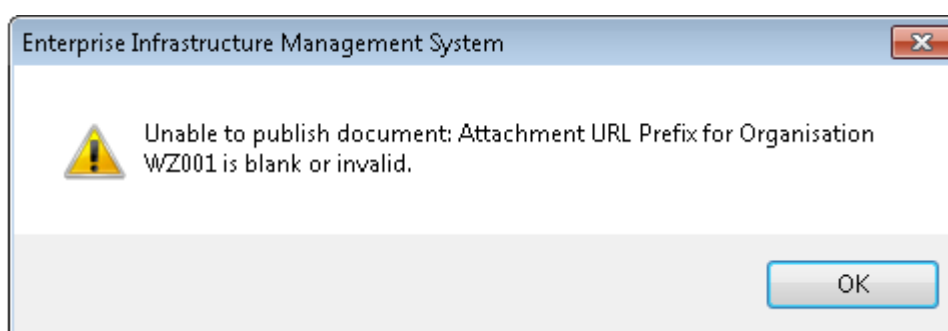 Enterprise Infrastructure Management System
Unable to publish document: Attachment URL Prefix for Organisation
WZ001 is blank or invalid.
OK